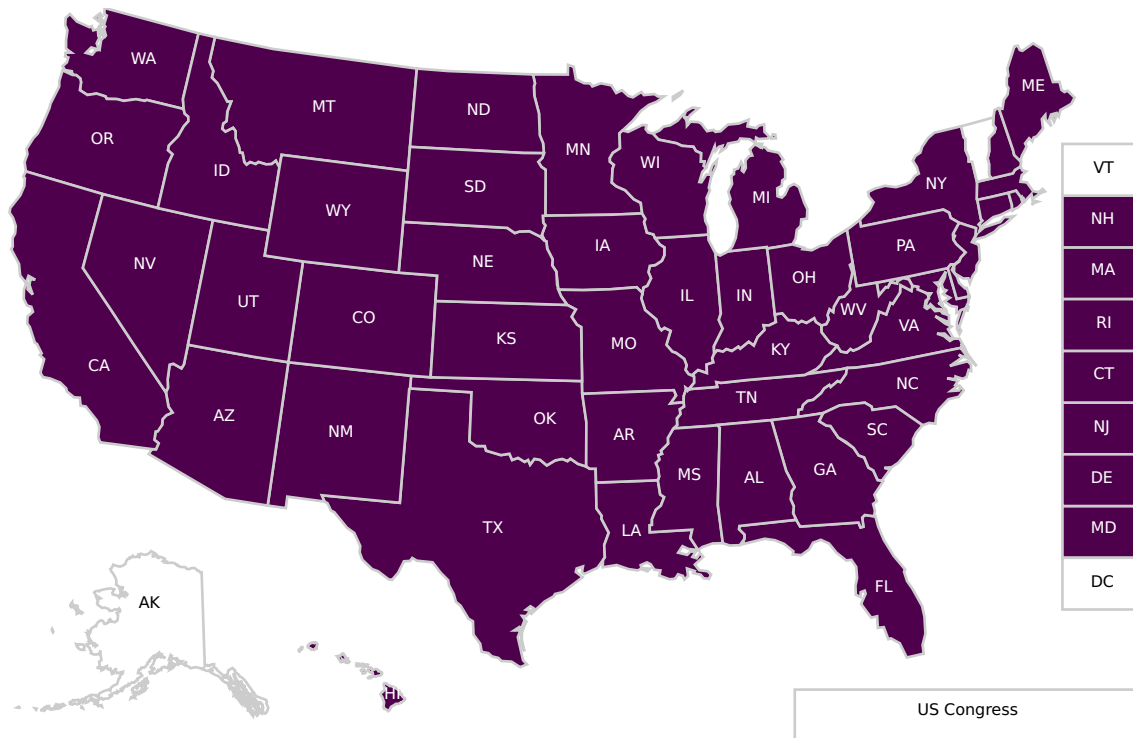 WA
MT
ND
MN
ME
OR
ID
SD
WI
MI
NY
VT
WY
NH
NV
IA
PA
NE
MA
UT
CO
IL
IN
OH
WV
RI
KS
MO
KY
VA
CA
CT
AZ
NM
OK
AR
TN
NC
SC
NJ
MS
AL
GA
DE
TX
LA
MD
FL
DC
AK
HI
US Congress